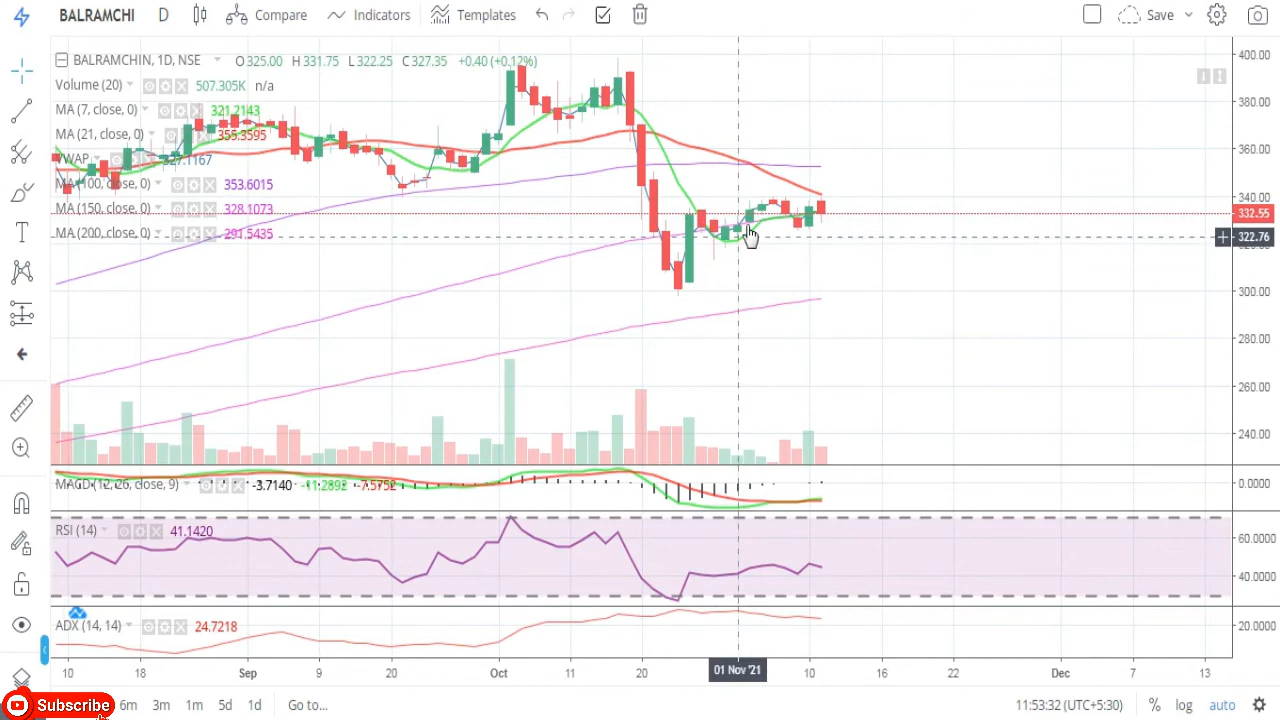 BALRAMCHI D Compare Indicators Templates Save
BALRAMCHIN, 1D, NSE O 325.00 H 331.75 L 322.25 C 327.35 +0.40 (+0.12%)
Volume (20) 507.305K n/a
MA (7, close, 0) 321.2143
MA (21, close, 0) 355.3595
VWAP 327.1167
MA (100, close, 0) 353.6015
MA (150, close, 0) 328.1073
MA (200, close, 0) 291.5435
400.00
380.00
360.00
340.00
332.55
322.76
300.00
280.00
260.00
240.00
MACD (12, 26, close, 9) -3.7140 -11.2892 -7.5752
0.0000
RSI (14) 41.1420
60.0000
40.0000
ADX (14, 14) 24.7218
20.0000
10 18 Sep 9 20 Oct 11 20 01 Nov '21 10 16 22 Dec 7 13
Subscribe 6m 3m 1m 5d 1d Go to... 11:53:32 (UTC+5:30) % log auto